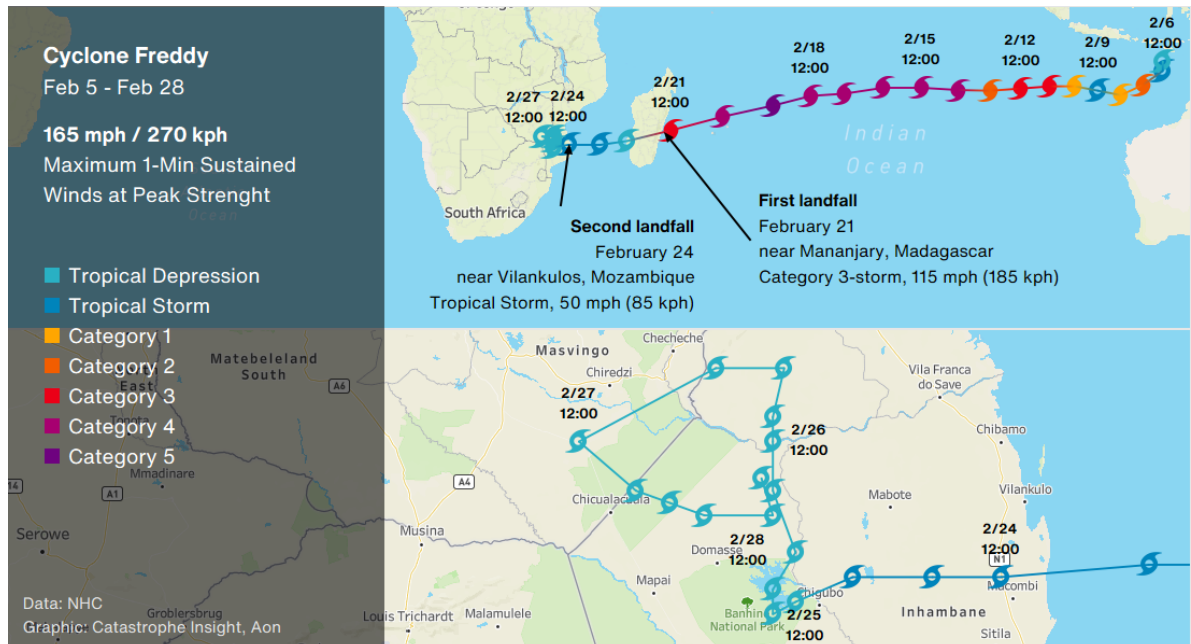 Cyclone Freddy
Feb 5 - Feb 28
165 mph / 270 kph
Maximum 1-Min Sustained
Winds at Peak Strenght
Ocean
Tropical Depression
Tropical Storm
Category 1
Category 2
Category 3
Category 4
Category 5
Data: NHC
Graphic: Catastrophe Insight, Aon
2/6
12:00
2/9
12:00
2/12
12:00
2/15
12:00
2/18
12:00
2/21
12:00
2/24
12:00
2/27
12:00
Indian
Ocean
South Africa
Second landfall
February 24
near Vilankulos, Mozambique
Tropical Storm, 50 mph (85 kph)
First landfall
February 21
near Mananjary, Madagascar
Category 3-storm, 115 mph (185 kph)
Matebeleland
South
East
A6
Mmadinare
14
A1
Serowe
Groblersbrug
Masvingo
Chiredzi
Checheche
2/27
12:00
A4
Chicualacuala
Musina
Louis Trichardt
Malamulele
Mapai
Domasse
2/28
12:00
2/26
12:00
Vila Franca
do Save
Chibamo
Mabote
Vilankulo
2/24
12:00
N1
Macombi
Chigubo
2/25
12:00
National Park
Inhambane
Sitila